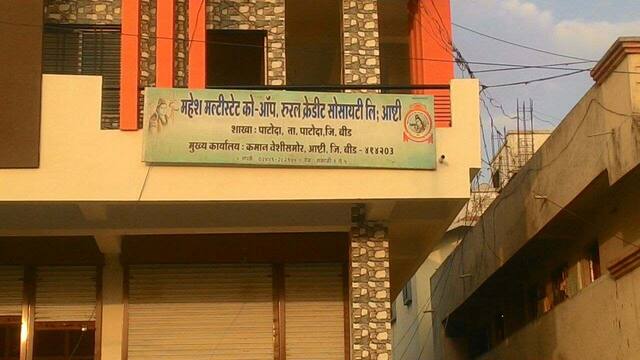 महेश मल्टीस्टेट को-ऑप. रुरल क्रेडीट सोसायटी लि; आष्टी
शाखा : पाटोदा, ता. पाटोदा, जि. बीड
मुख्य कार्यालय : कमान वेशीसमोर, आष्टी, जि. बीड - ४१४२०३